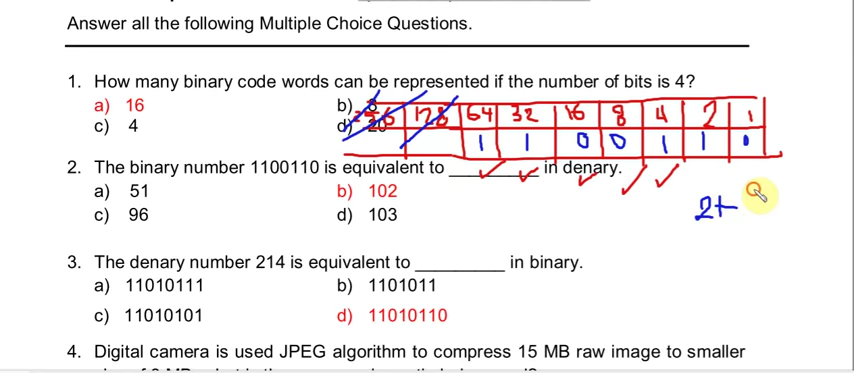 Answer all the following Multiple Choice Questions.
1. How many binary code words can be represented if the number of bits is 4?
a) 16 b) 8
c) 4 d) 20
128 64 32 16 8 4 2 1
1 1 0 0 1 1 0
2. The binary number 1100110 is equivalent to _________ in denary.
a) 51 b) 102
c) 96 d) 103
2+
3. The denary number 214 is equivalent to _________ in binary.
a) 11010111 b) 1101011
c) 11010101 d) 11010110
4. Digital camera is used JPEG algorithm to compress 15 MB raw image to smaller